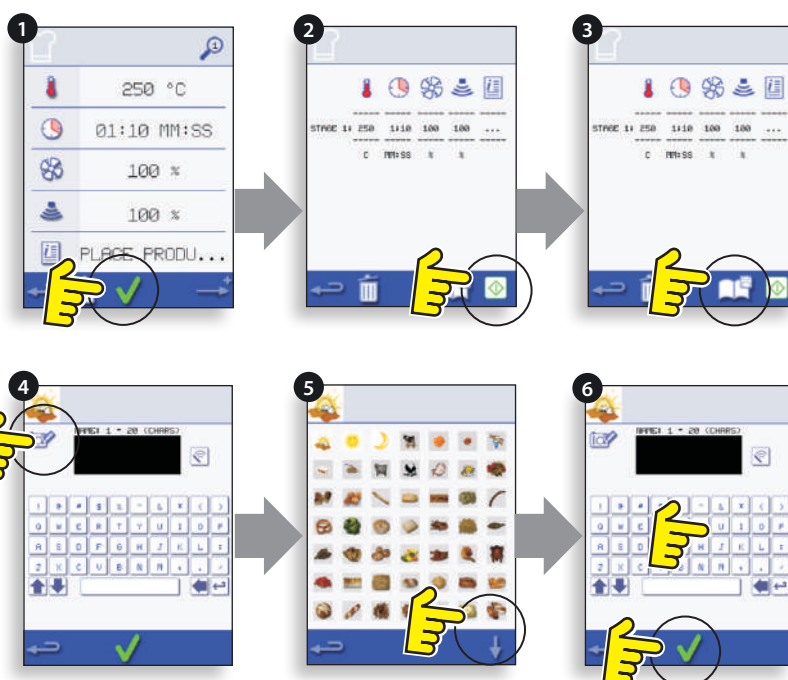 1
1
250 °C
01:10 MM:SS
100 %
100 %
PLACE PRODU...
2
STAGE 1: 250 1:10 100 100 ...
C MM:SS % %
3
STAGE 1: 250 1:10 100 100 ...
C MM:SS % %
4
NAME: 1 - 20 (CHARS)
Q W E R T Y U I O P
A S D F G H J K L :
Z X C V B N M , . /
5
6
NAME: 1 - 20 (CHARS)
Q W E U I O P
A S D H J K L :
Z X C V B N M , . /